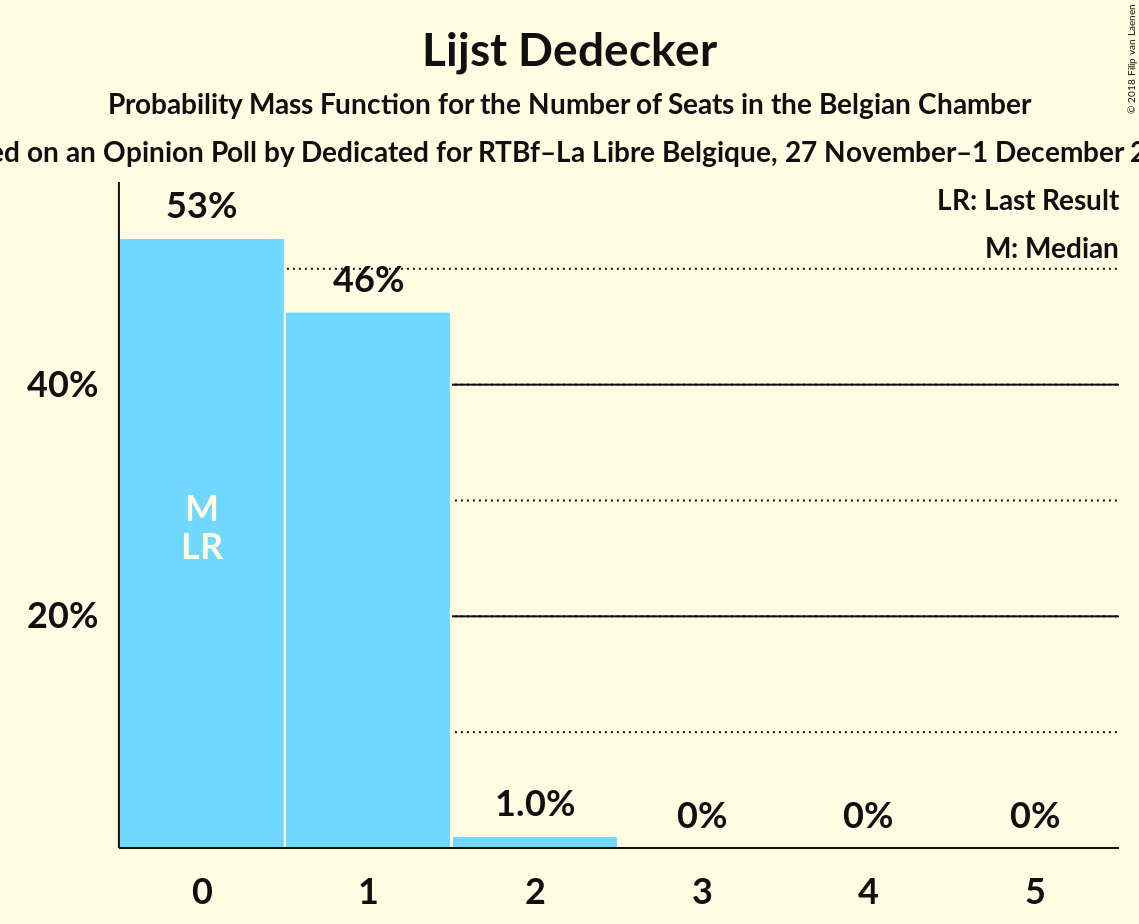 Lijst Dedecker
Probability Mass Function for the Number of Seats in the Belgian Chamber
on an Opinion Poll by Dedicated for RTBf–La Libre Belgique, 27 November–1 December
© 2018 Filip van Laenen
LR: Last Result
M: Median
53%
46%
40%
M
LR
20%
1.0%
0%
0%
0%
0
1
2
3
4
5